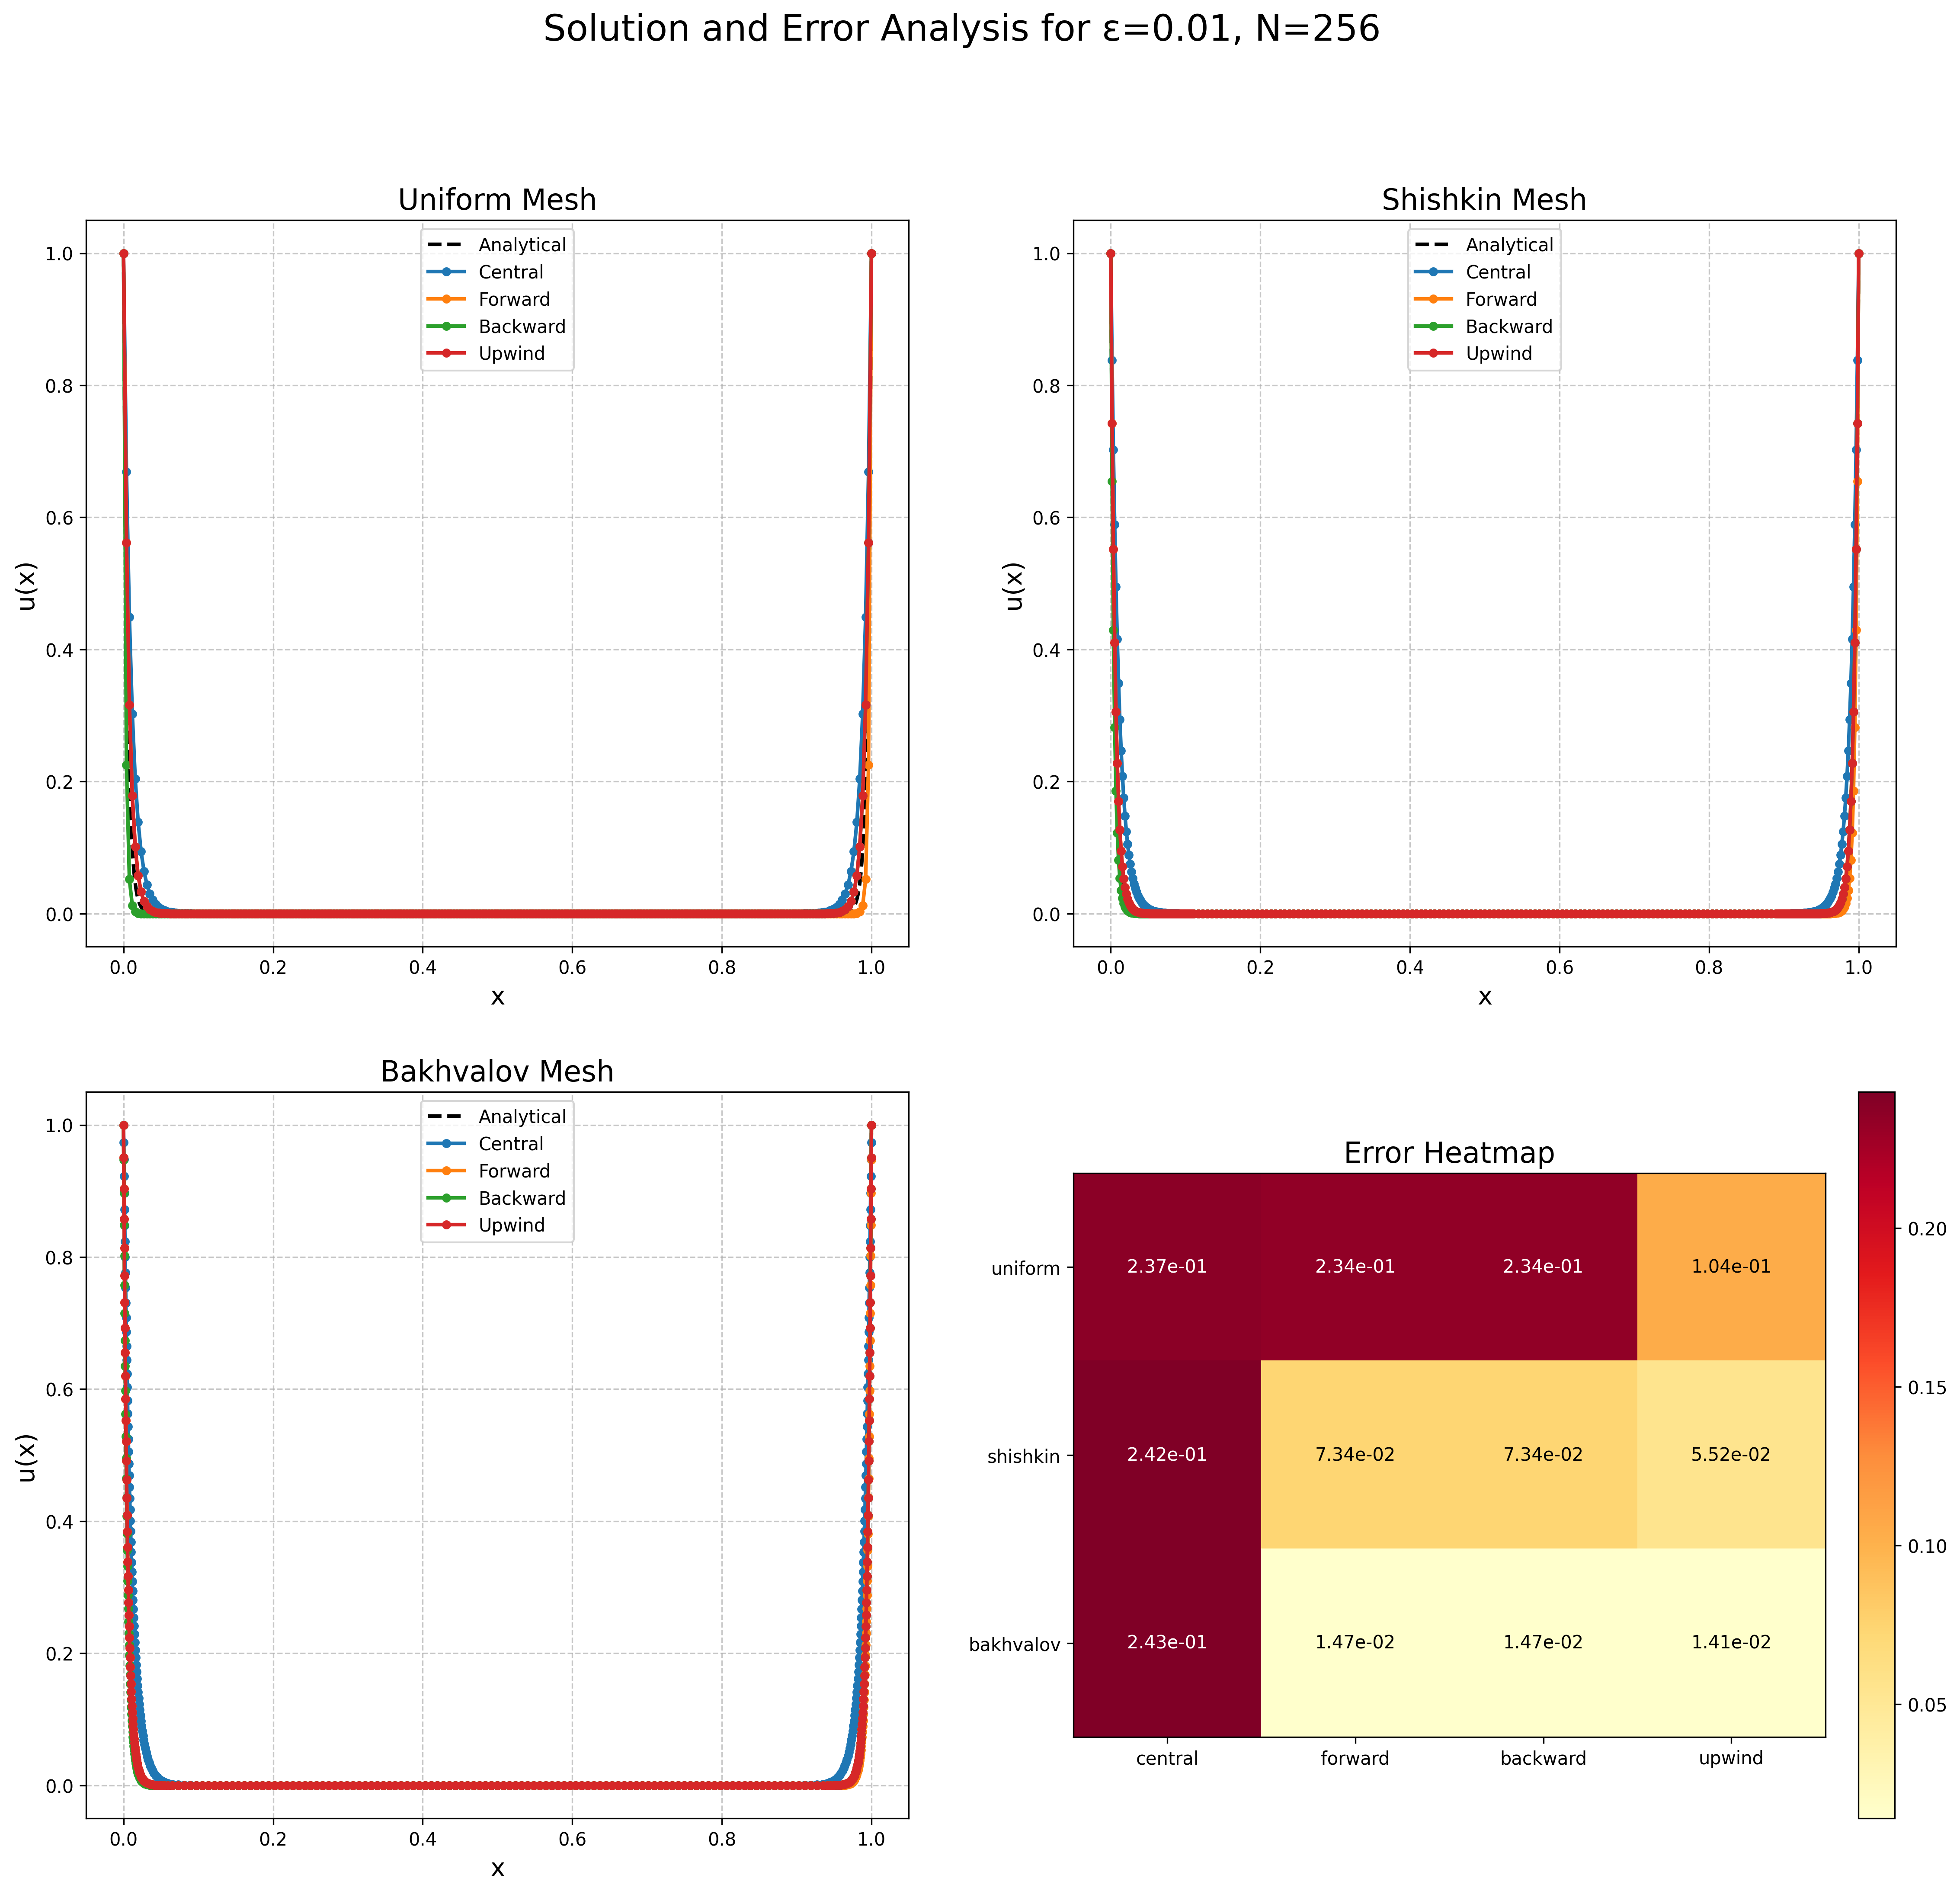 Solution and Error Analysis for ε=0.01, N=256
Uniform Mesh
Analytical
Central
Forward
Backward
Upwind
1.0
0.8
0.6
0.4
0.2
0.0
u(x)
0.0 0.2 0.4 0.6 0.8 1.0
x
Shishkin Mesh
Analytical
Central
Forward
Backward
Upwind
1.0
0.8
0.6
0.4
0.2
0.0
u(x)
0.0 0.2 0.4 0.6 0.8 1.0
x
Bakhvalov Mesh
Analytical
Central
Forward
Backward
Upwind
1.0
0.8
0.6
0.4
0.2
0.0
u(x)
0.0 0.2 0.4 0.6 0.8 1.0
x
Error Heatmap
uniform 2.37e-01 2.34e-01 2.34e-01 1.04e-01
shishkin 2.42e-01 7.34e-02 7.34e-02 5.52e-02
bakhvalov 2.43e-01 1.47e-02 1.47e-02 1.41e-02
central forward backward upwind
0.20
0.15
0.10
0.05